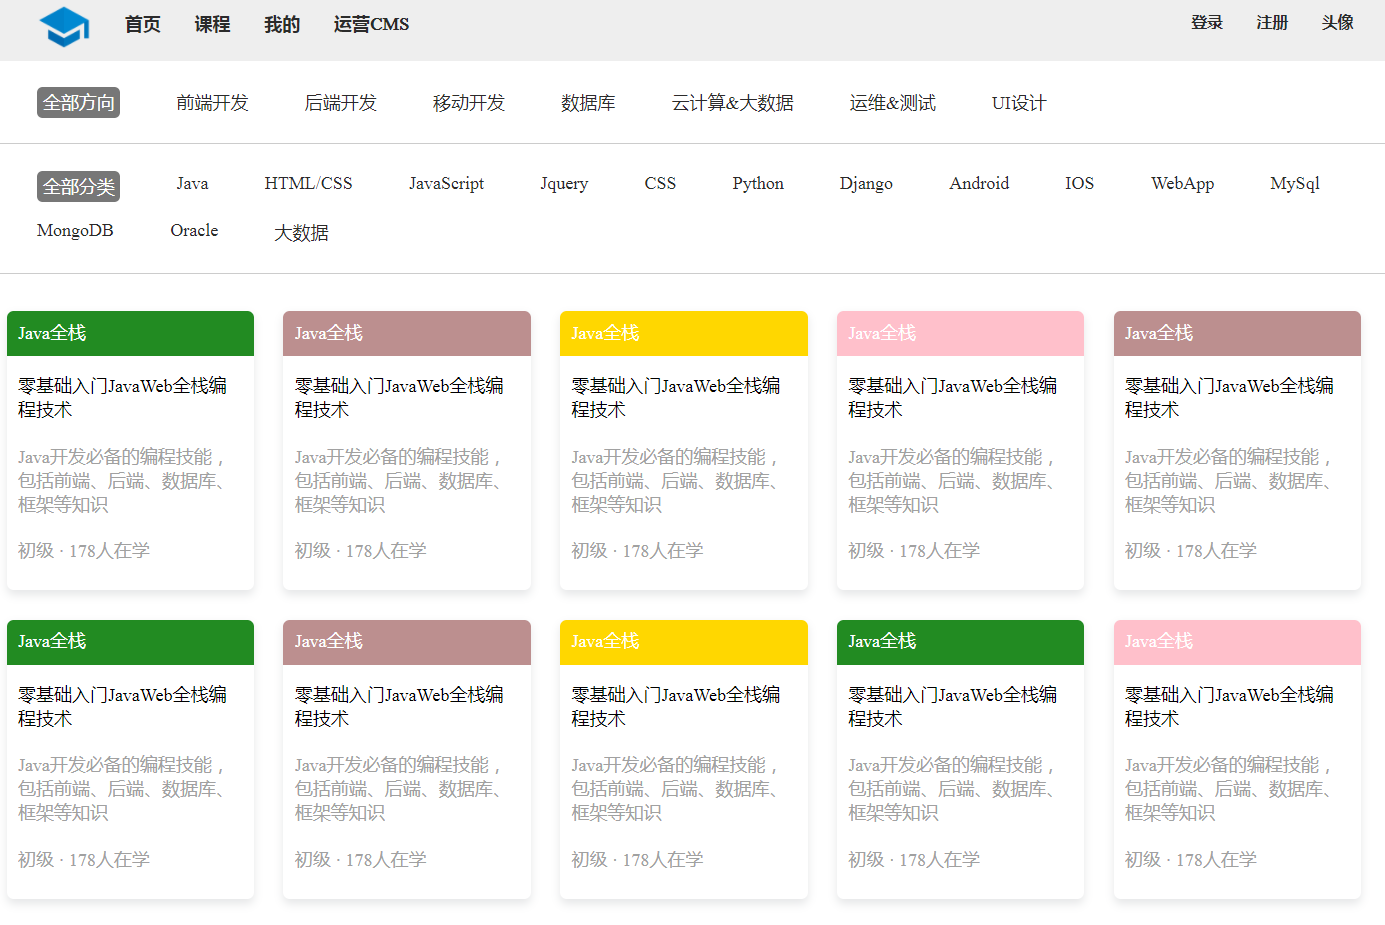 首页 课程 我的 运营CMS 登录 注册 头像
全部方向 前端开发 后端开发 移动开发 数据库 云计算&大数据 运维&测试 UI设计
全部分类 Java HTML/CSS JavaScript Jquery CSS Python Django Android IOS WebApp MySql
MongoDB Oracle 大数据
Java全栈
零基础入门JavaWeb全栈编
程技术
Java开发必备的编程技能，
包括前端、后端、数据库、
框架等知识
初级 · 178人在学
Java全栈
零基础入门JavaWeb全栈编
程技术
Java开发必备的编程技能，
包括前端、后端、数据库、
框架等知识
初级 · 178人在学
Java全栈
零基础入门JavaWeb全栈编
程技术
Java开发必备的编程技能，
包括前端、后端、数据库、
框架等知识
初级 · 178人在学
Java全栈
零基础入门JavaWeb全栈编
程技术
Java开发必备的编程技能，
包括前端、后端、数据库、
框架等知识
初级 · 178人在学
Java全栈
零基础入门JavaWeb全栈编
程技术
Java开发必备的编程技能，
包括前端、后端、数据库、
框架等知识
初级 · 178人在学
Java全栈
零基础入门JavaWeb全栈编
程技术
Java开发必备的编程技能，
包括前端、后端、数据库、
框架等知识
初级 · 178人在学
Java全栈
零基础入门JavaWeb全栈编
程技术
Java开发必备的编程技能，
包括前端、后端、数据库、
框架等知识
初级 · 178人在学
Java全栈
零基础入门JavaWeb全栈编
程技术
Java开发必备的编程技能，
包括前端、后端、数据库、
框架等知识
初级 · 178人在学
Java全栈
零基础入门JavaWeb全栈编
程技术
Java开发必备的编程技能，
包括前端、后端、数据库、
框架等知识
初级 · 178人在学
Java全栈
零基础入门JavaWeb全栈编
程技术
Java开发必备的编程技能，
包括前端、后端、数据库、
框架等知识
初级 · 178人在学